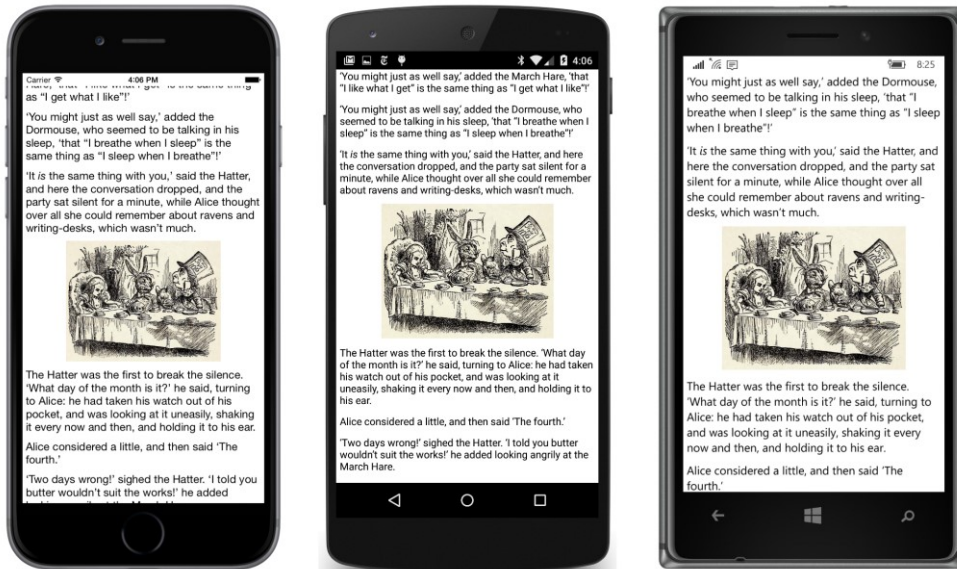 Carrier 4:06 PM
Hare, ‘that “I like what I get” is the same thing
as “I get what I like”!’
‘You might just as well say,’ added the
Dormouse, who seemed to be talking in his
sleep, ‘that “I breathe when I sleep” is the
same thing as “I sleep when I breathe”!’
‘It is the same thing with you,’ said the Hatter,
and here the conversation dropped, and the
party sat silent for a minute, while Alice thought
over all she could remember about ravens and
writing-desks, which wasn’t much.
The Hatter was the first to break the silence.
‘What day of the month is it?’ he said, turning
to Alice: he had taken his watch out of his
pocket, and was looking at it uneasily, shaking
it every now and then, and holding it to his ear.
Alice considered a little, and then said ‘The
fourth.’
‘Two days wrong!’ sighed the Hatter. ‘I told you
butter wouldn’t suit the works!’ he added
4:06
‘You might just as well say,’ added the March Hare, ‘that
“I like what I get” is the same thing as “I get what I like”!’
‘You might just as well say,’ added the Dormouse, who
seemed to be talking in his sleep, ‘that “I breathe when I
sleep” is the same thing as “I sleep when I breathe”!’
‘It is the same thing with you,’ said the Hatter, and here
the conversation dropped, and the party sat silent for a
minute, while Alice thought over all she could remember
about ravens and writing-desks, which wasn’t much.
The Hatter was the first to break the silence. ‘What day
of the month is it?’ he said, turning to Alice: he had taken
his watch out of his pocket, and was looking at it
uneasily, shaking it every now and then, and holding it to
his ear.
Alice considered a little, and then said ‘The fourth.’
‘Two days wrong!’ sighed the Hatter. ‘I told you butter
wouldn’t suit the works!’ he added looking angrily at the
March Hare.
8:25
‘You might just as well say,’ added the Dormouse,
who seemed to be talking in his sleep, ‘that “I
breathe when I sleep” is the same thing as “I sleep
when I breathe”!’
‘It is the same thing with you,’ said the Hatter, and
here the conversation dropped, and the party sat
silent for a minute, while Alice thought over all
she could remember about ravens and writing-
desks, which wasn’t much.
The Hatter was the first to break the silence.
‘What day of the month is it?’ he said, turning to
Alice: he had taken his watch out of his pocket,
and was looking at it uneasily, shaking it every
now and then, and holding it to his ear.
Alice considered a little, and then said ‘The
fourth.’